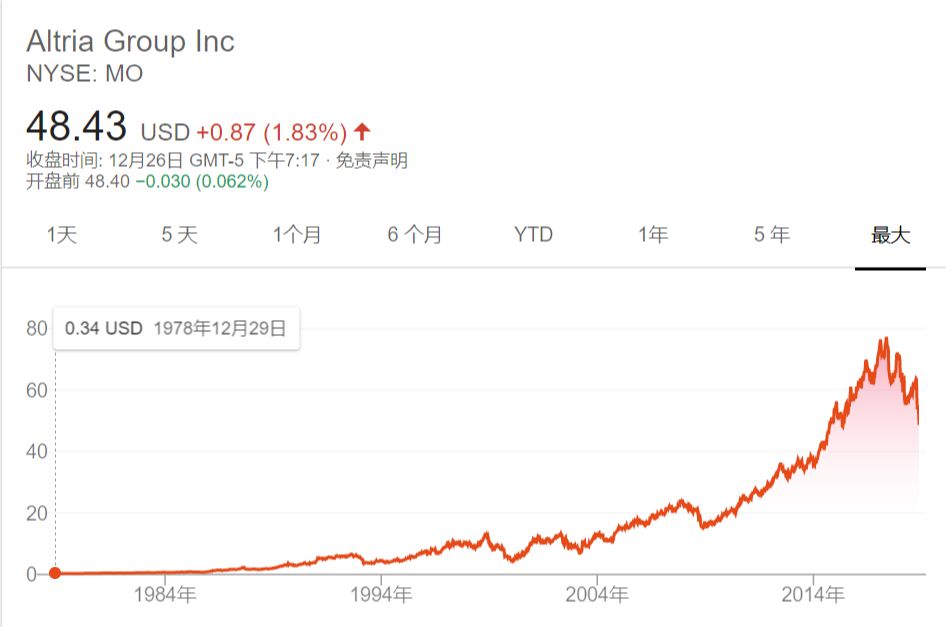 Altria Group Inc
NYSE: MO
48.43 USD +0.87 (1.83%)
收盘时间: 12月26日 GMT-5 下午7:17 · 免责声明
开盘前 48.40 −0.030 (0.062%)
1天 5 天 1个月 6 个月 YTD 1年 5 年 最大
0.34 USD 1978年12月29日
80
60
40
20
0
1984年 1994年 2004年 2014年